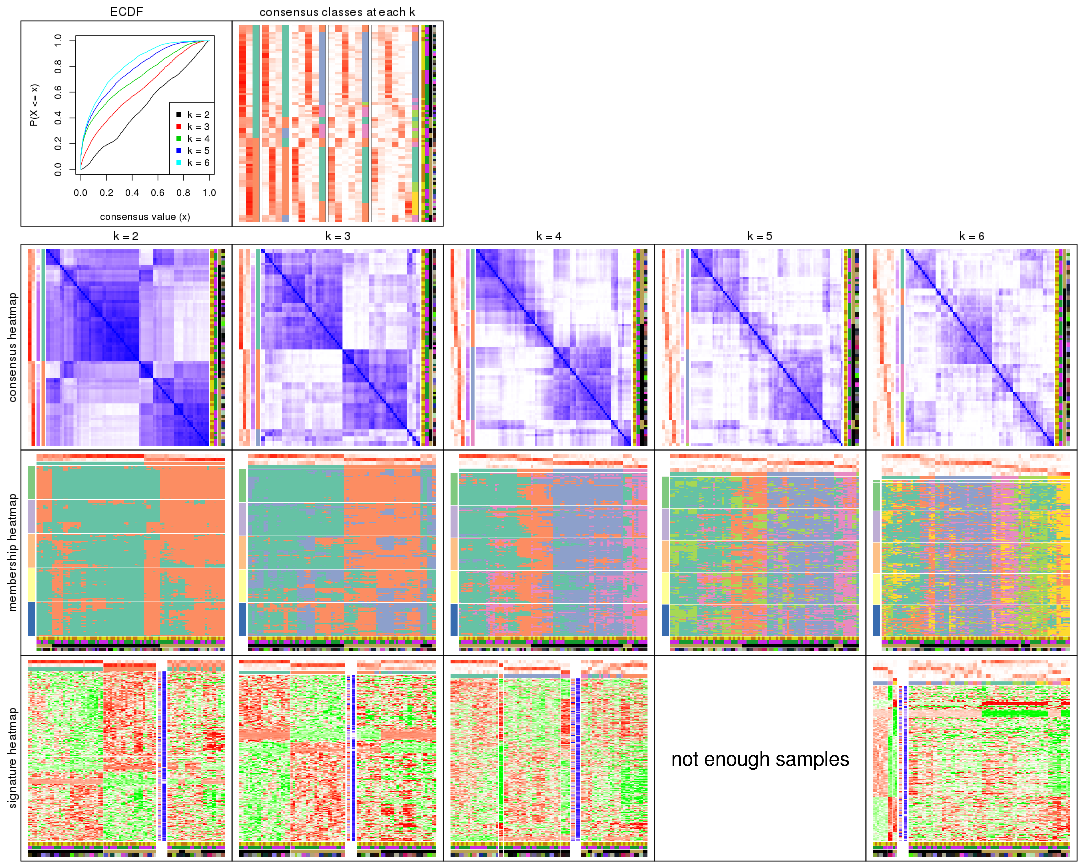 ECDF
consensus classes at each k
P(X <= x)
0.0 0.2 0.4 0.6 0.8 1.0
k = 2
k = 3
k = 4
k = 5
k = 6
0.0 0.2 0.4 0.6 0.8 1.0
consensus value (x)
k = 2 k = 3 k = 4 k = 5 k = 6
consensus heatmap
membership heatmap
signature heatmap
not enough samples